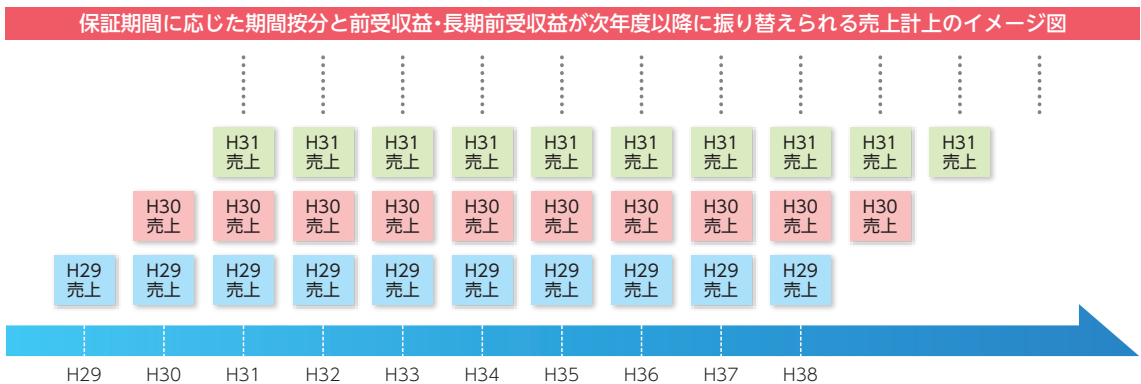 保証期間に応じた期間按分と前受収益・長期前受収益が次年度以降に振り替えられる売上計上のイメージ図
H31 H31 H31 H31 H31 H31 H31 H31 H31 H31
売上 売上 売上 売上 売上 売上 売上 売上 売上 売上
H30 H30 H30 H30 H30 H30 H30 H30 H30 H30
売上 売上 売上 売上 売上 売上 売上 売上 売上 売上
H29 H29 H29 H29 H29 H29 H29 H29 H29 H29
売上 売上 売上 売上 売上 売上 売上 売上 売上 売上
H29 H30 H31 H32 H33 H34 H35 H36 H37 H38